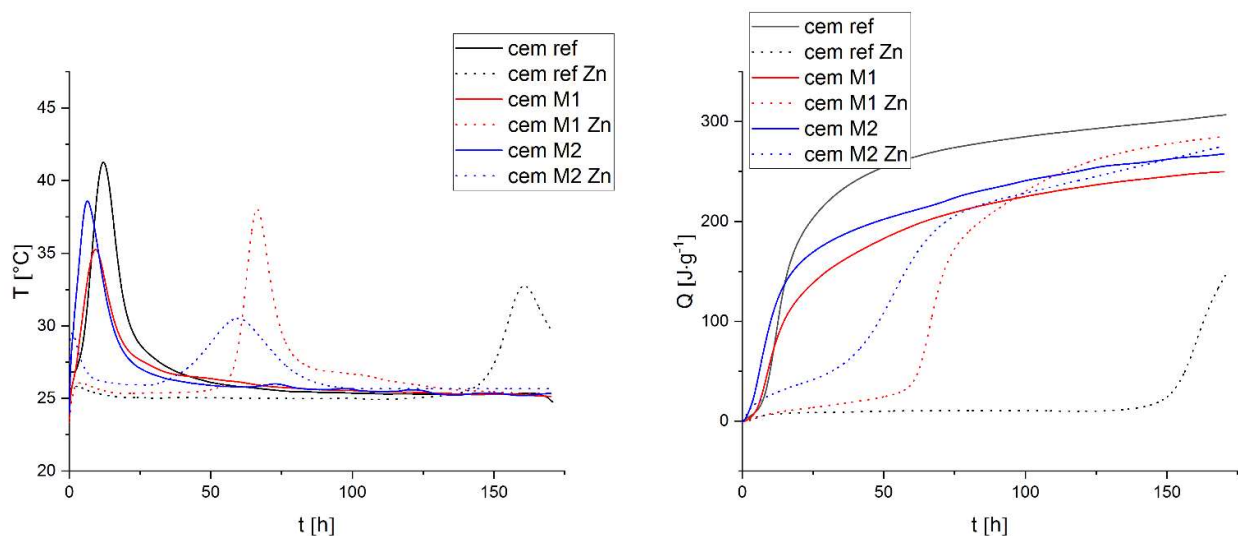 cem ref
cem ref Zn
cem M1
cem M1 Zn
cem M2
cem M2 Zn
45
40
35
30
25
20
T [°C]
0
50
100
150
t [h]
cem ref
cem ref Zn
cem M1
cem M1 Zn
cem M2
cem M2 Zn
300
200
100
0
Q [J·g⁻¹]
0
50
100
150
t [h]